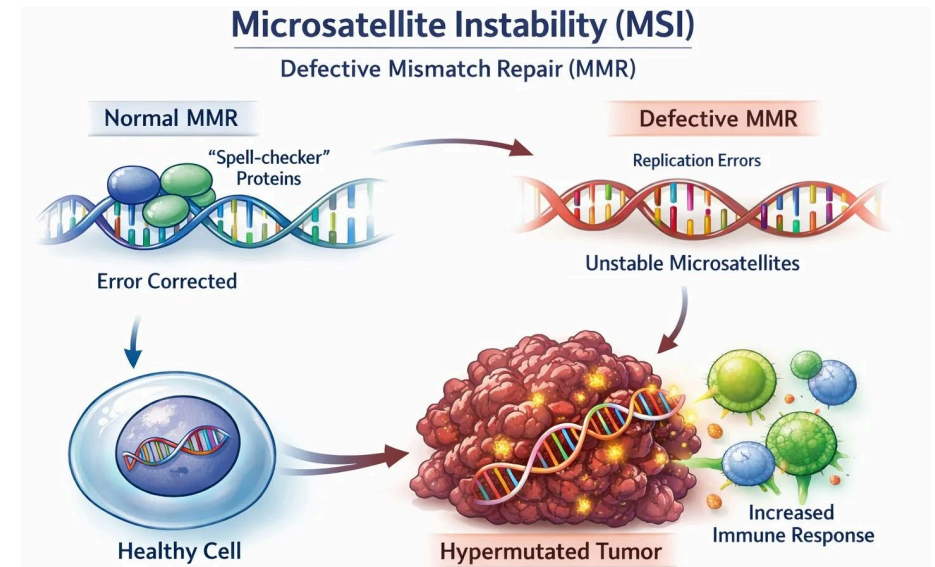 Microsatellite Instability (MSI)
Defective Mismatch Repair (MMR)
Normal MMR
"Spell-checker"
Proteins
Error Corrected
Defective MMR
Replication Errors
Unstable Microsatellites
Healthy Cell
Hypermutated Tumor
Increased
Immune Response